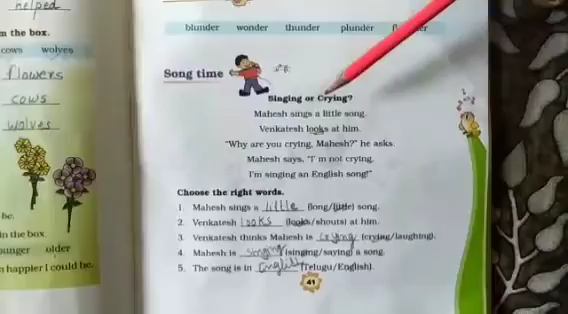 helped
m the box.
cows wolves
flowers
cows
wolves
be.
in the box.
ounger older
n happier I could be.
blunder wonder thunder plunder
Song time
Singing or Crying?
Mahesh sings a little song.
Venkatesh looks at him.
"Why are you crying, Mahesh?" he asks.
Mahesh says, "I'm not crying.
I'm singing an English song!"
Choose the right words.
1. Mahesh sings a little (long/little) song.
2. Venkatesh looks (looks/shouts) at him.
3. Venkatesh thinks Mahesh is crying (crying/laughing).
4. Mahesh is singing (singing/saying) a song.
5. The song is in English (Telugu/English).
41